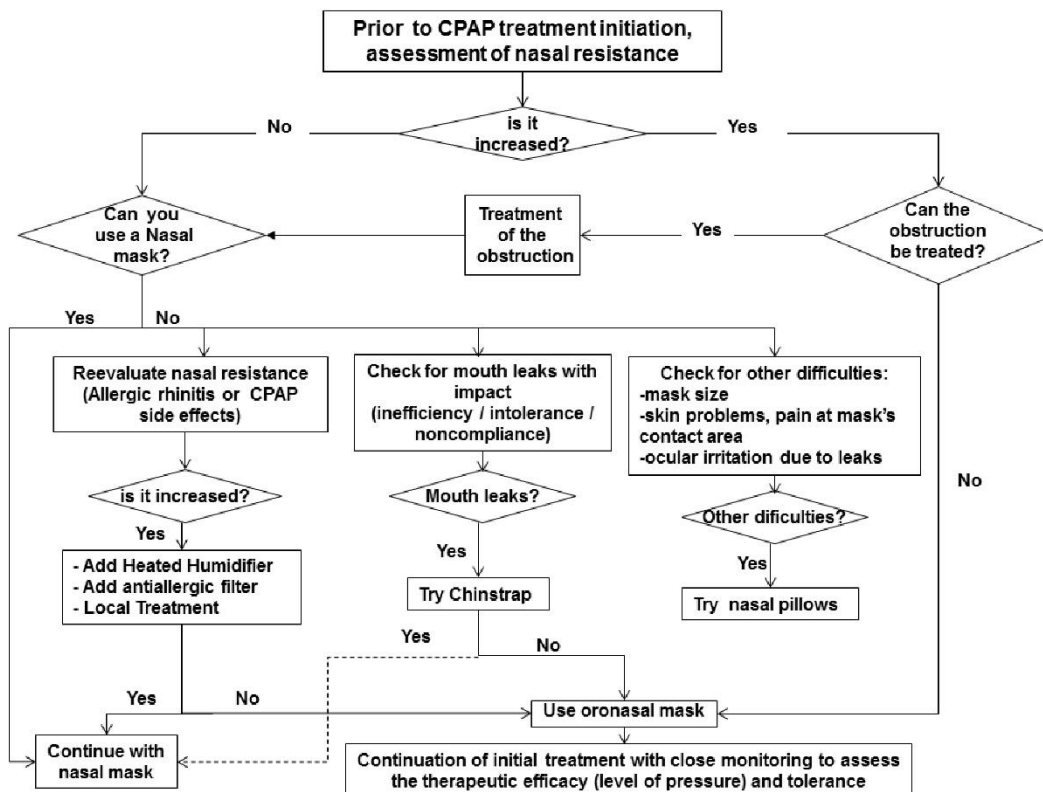 Prior to CPAP treatment initiation,
assessment of nasal resistance
No
is it
increased?
Yes
Can you
use a Nasal
mask?
Treatment
of the
obstruction
Yes
Can the
obstruction
be treated?
Yes
No
Reevaluate nasal resistance
(Allergic rhinitis or CPAP
side effects)
Check for mouth leaks with
impact
(inefficiency / intolerance /
noncompliance)
Check for other difficulties:
-mask size
-skin problems, pain at mask's
contact area
-ocular irritation due to leaks
No
is it increased?
Mouth leaks?
Other dificulties?
Yes
Yes
Yes
- Add Heated Humidifier
- Add antiallergic filter
- Local Treatment
Try Chinstrap
Try nasal pillows
Yes
No
Yes
No
Use oronasal mask
Continue with
nasal mask
Continuation of initial treatment with close monitoring to assess
the therapeutic efficacy (level of pressure) and tolerance